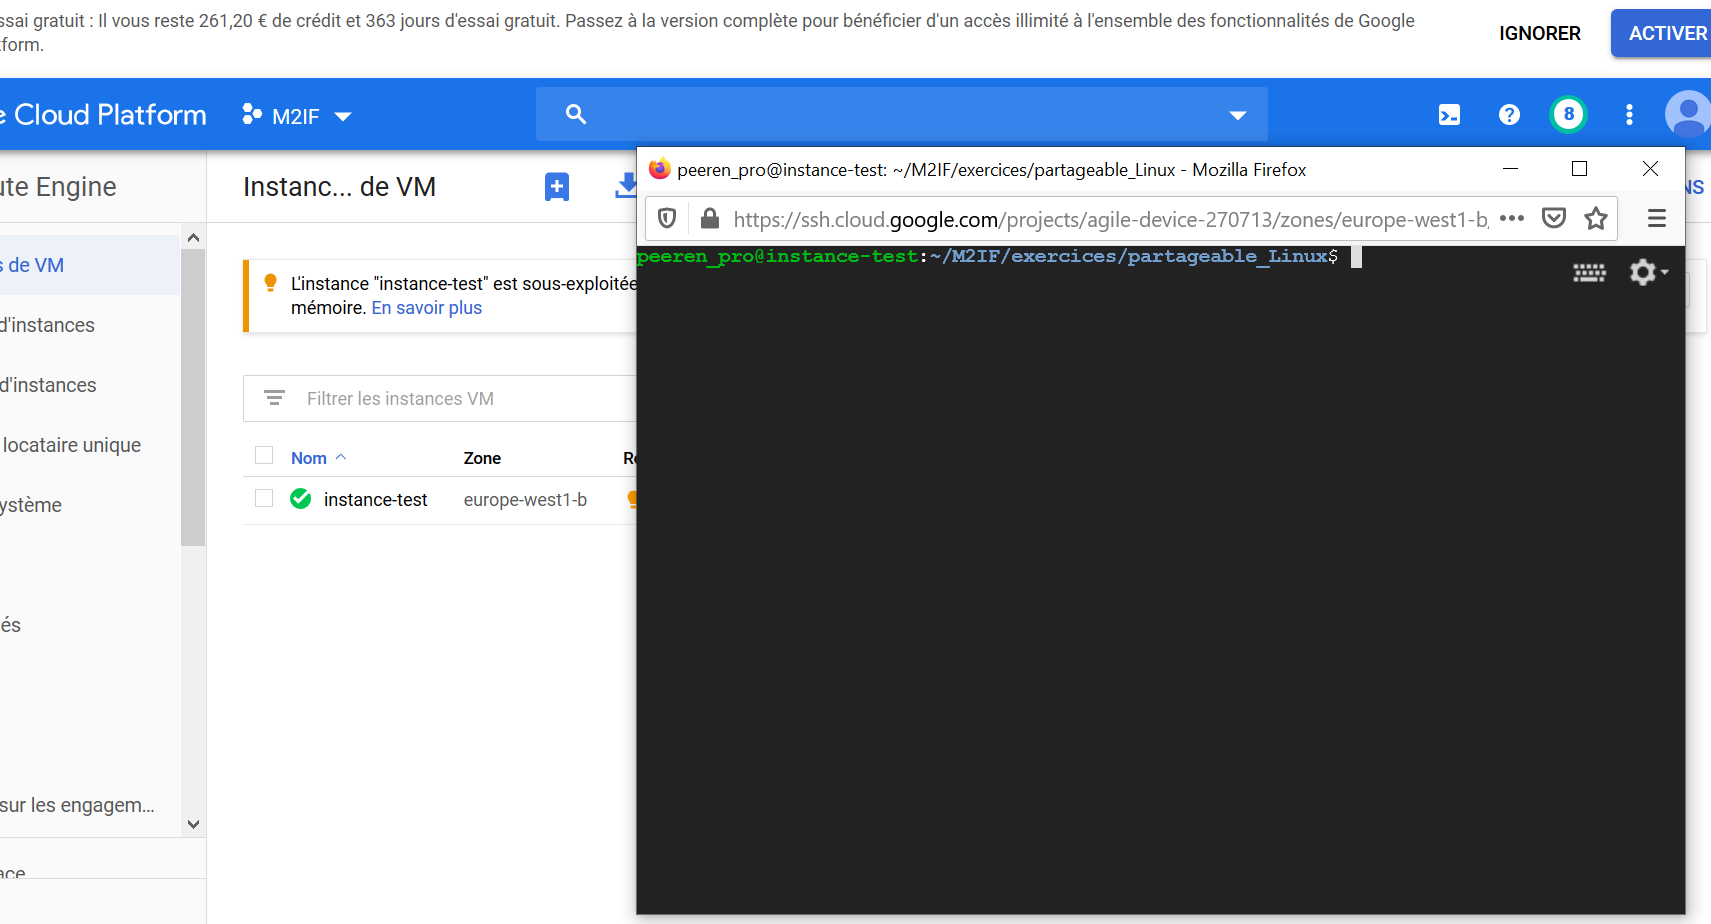 ssai gratuit : Il vous reste 261,20 € de crédit et 363 jours d'essai gratuit. Passez à la version complète pour bénéficier d'un accès illimité à l'ensemble des fonctionnalités de Google
tform.
IGNORER
ACTIVER
e Cloud Platform
M2IF
8
ute Engine
Instanc... de VM
NS
s de VM
d'instances
d'instances
locataire unique
ystème
és
sur les engagem...
ace
L'instance "instance-test" est sous-exploitée
mémoire. En savoir plus
Filtrer les instances VM
Nom
Zone
Re
instance-test
europe-west1-b
peeren_pro@instance-test: ~/M2IF/exercices/partageable_Linux - Mozilla Firefox
https://ssh.cloud.google.com/projects/agile-device-270713/zones/europe-west1-b,
peeren_pro@instance-test:~/M2IF/exercices/partageable_Linux$